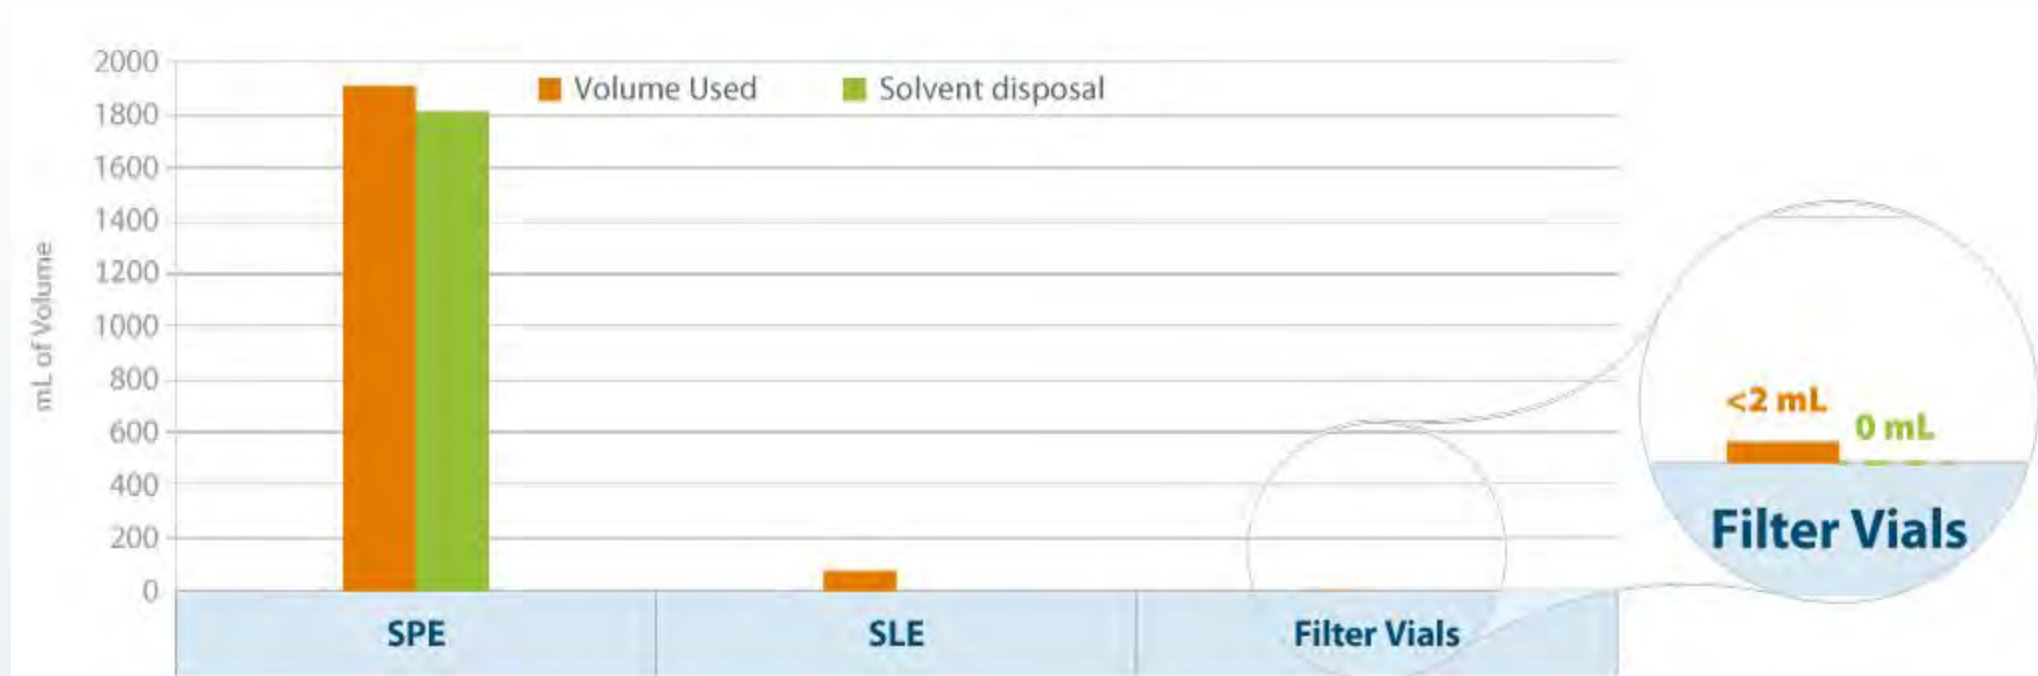 Volume Used
Solvent disposal
mL of Volume
2000
1800
1600
1400
1200
1000
800
600
400
200
0
SPE
SLE
Filter Vials
<2 mL
0 mL
Filter Vials